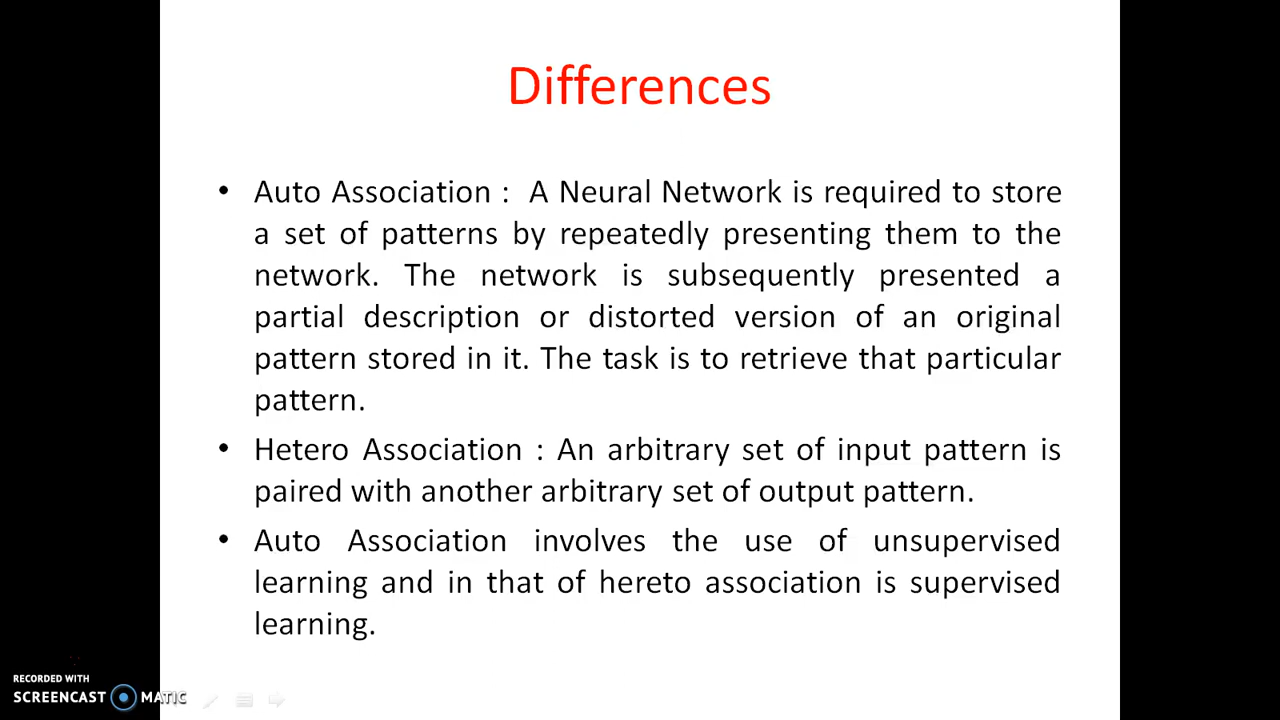 Differences
• Auto Association :  A Neural Network is required to store
a set of patterns by repeatedly presenting them to the
network. The network is subsequently presented a
partial description or distorted version of an original
pattern stored in it. The task is to retrieve that particular
pattern.
• Hetero Association : An arbitrary set of input pattern is
paired with another arbitrary set of output pattern.
• Auto Association involves the use of unsupervised
learning and in that of hereto association is supervised
learning.
RECORDED WITH
SCREENCAST MATIC